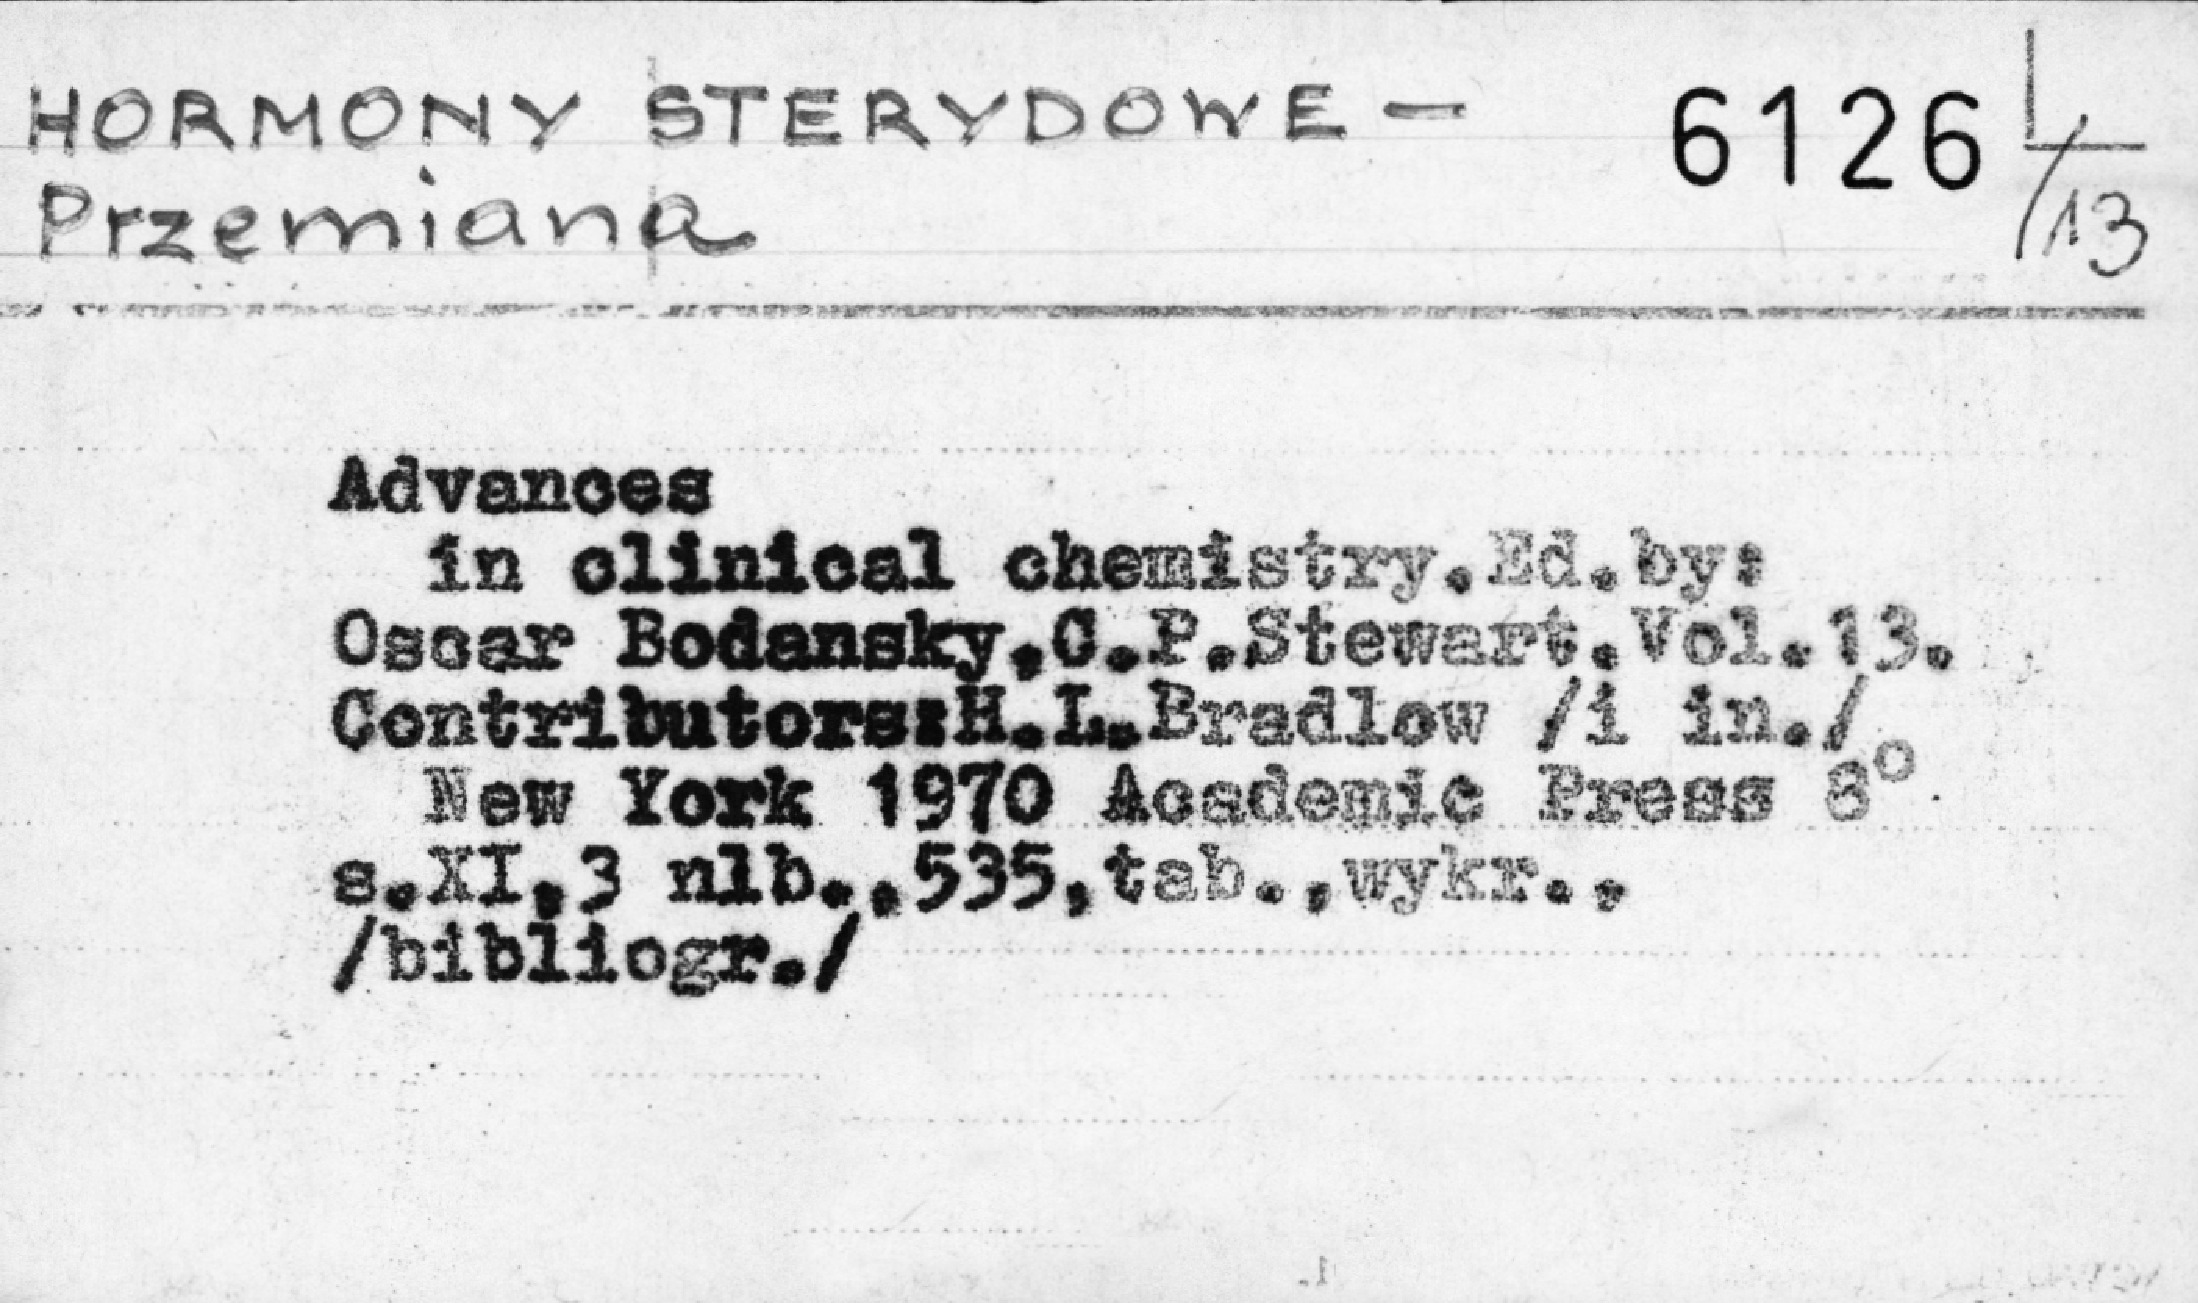 HORMONY STERYDOWE - 6126 L/13
Przemiana
Advances
in clinical chemistry.Ed.by:
Oscar Bodansky,C.P.Stewart.Vol.13.
Contributors:H.L.Bradlow /i in./
New York 1970 Academic Press 8°
s.XI,3 nlb.,535,tab.,wykr.,
/bibliogr./